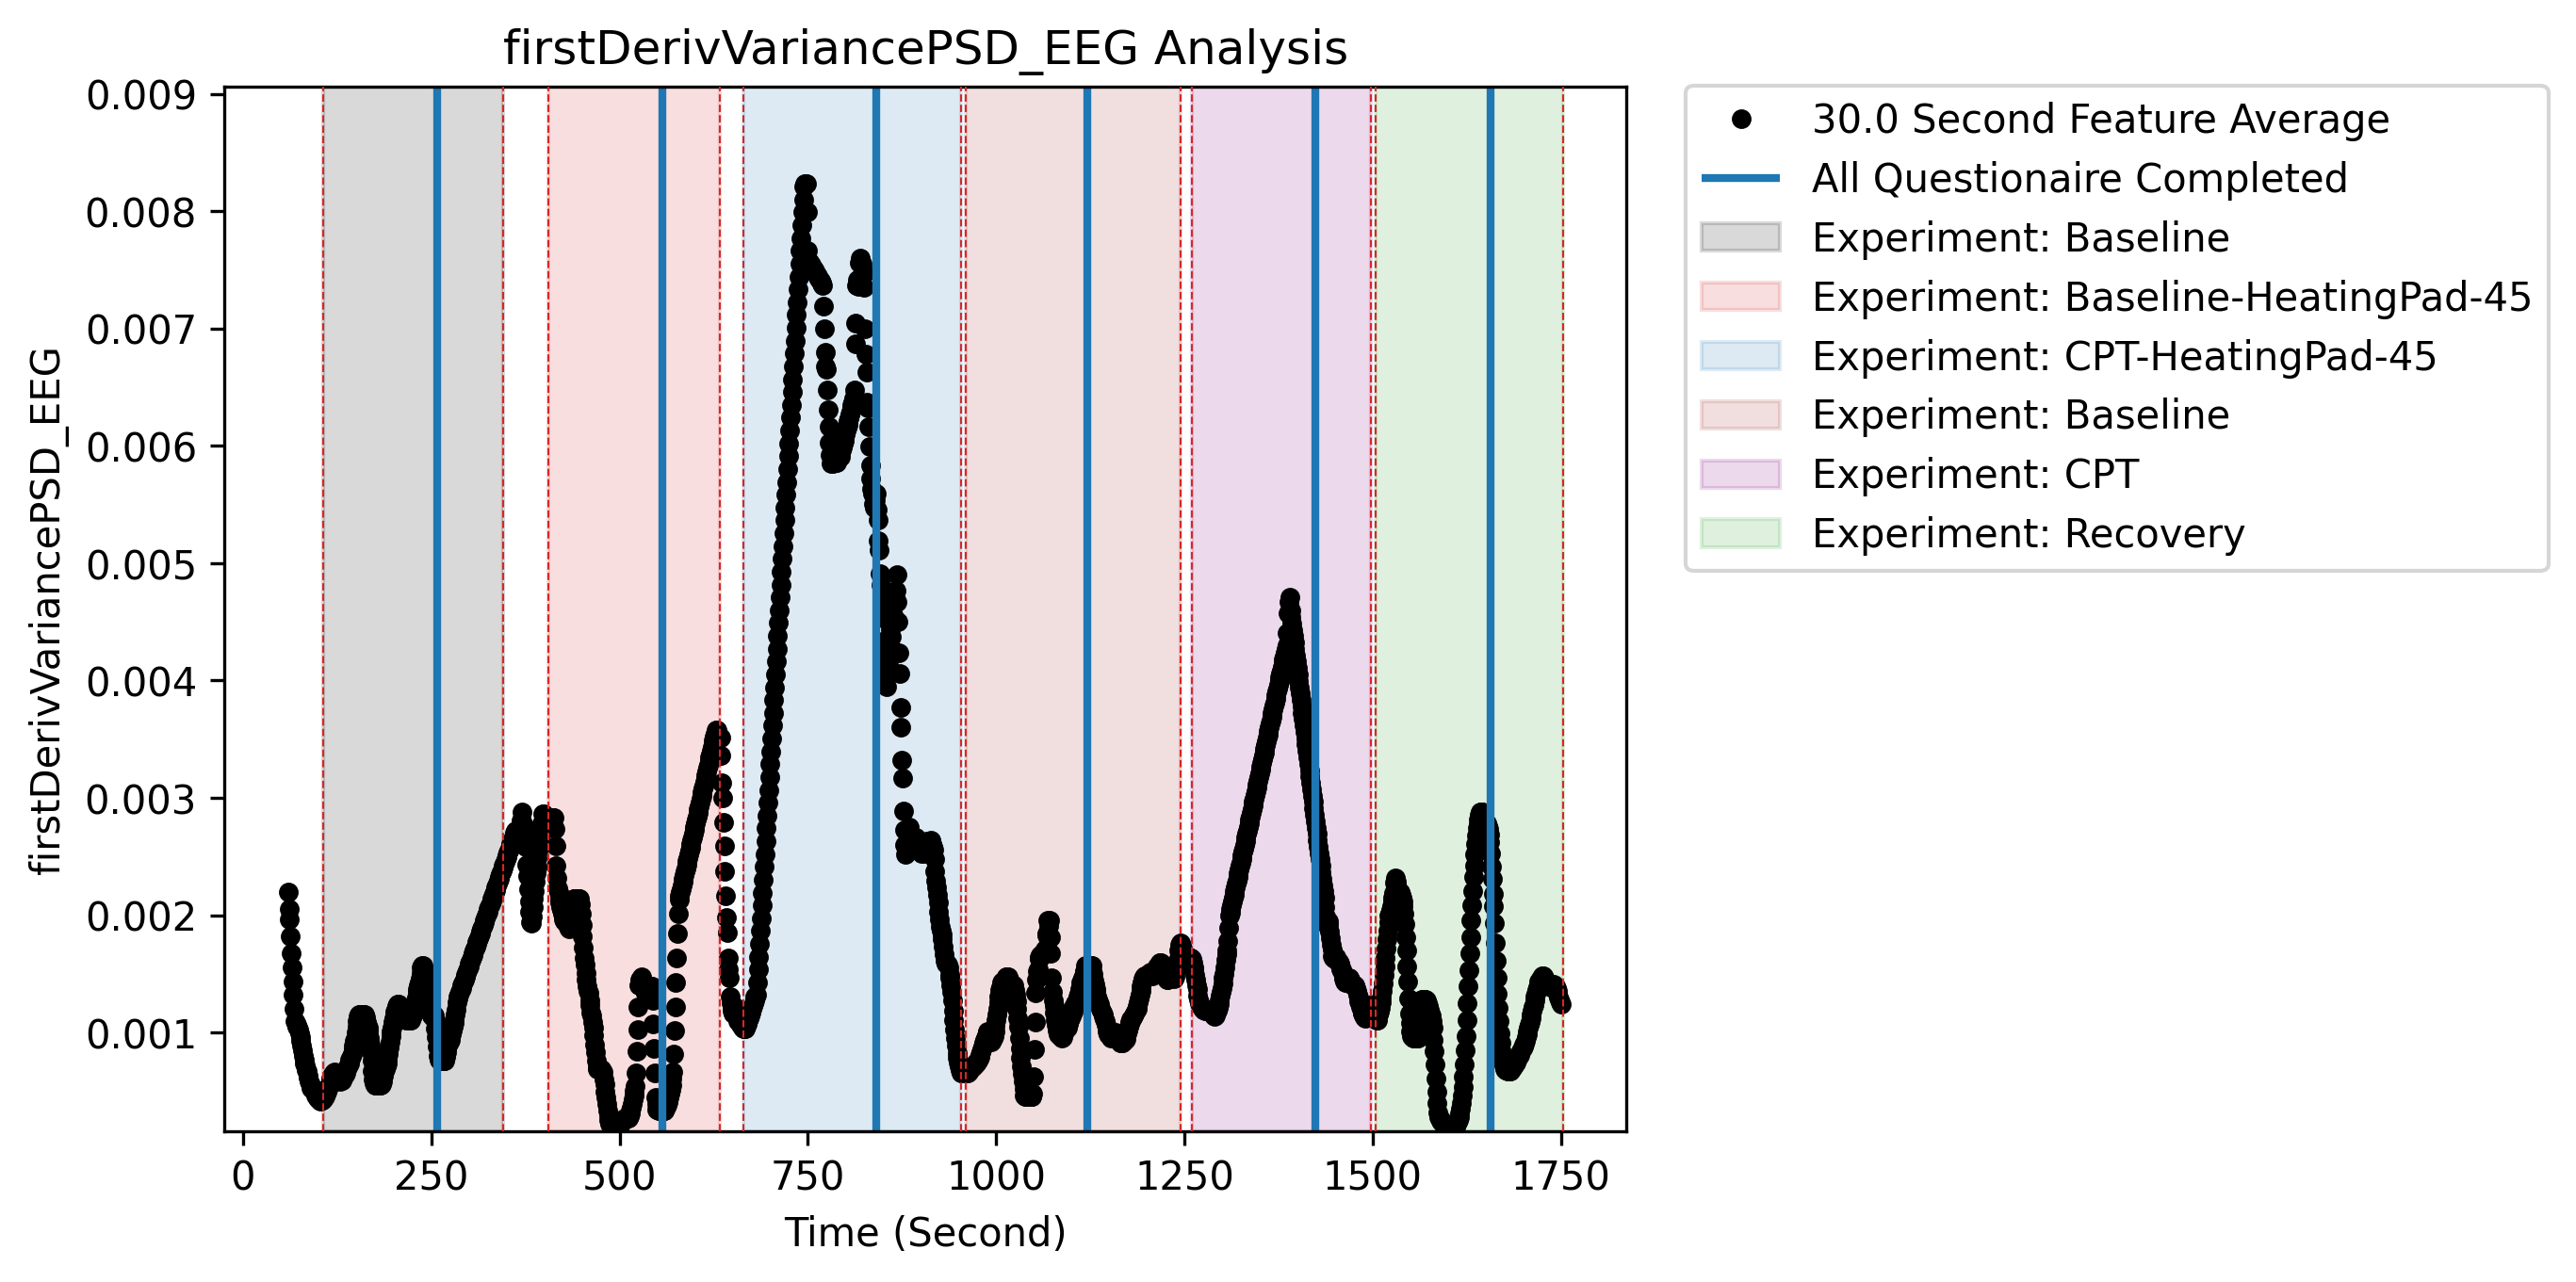 firstDerivVariancePSD_EEG Analysis
firstDerivVariancePSD_EEG
0.009
0.008
0.007
0.006
0.005
0.004
0.003
0.002
0.001
0 250 500 750 1000 1250 1500 1750
Time (Second)
30.0 Second Feature Average
All Questionaire Completed
Experiment: Baseline
Experiment: Baseline-HeatingPad-45
Experiment: CPT-HeatingPad-45
Experiment: Baseline
Experiment: CPT
Experiment: Recovery